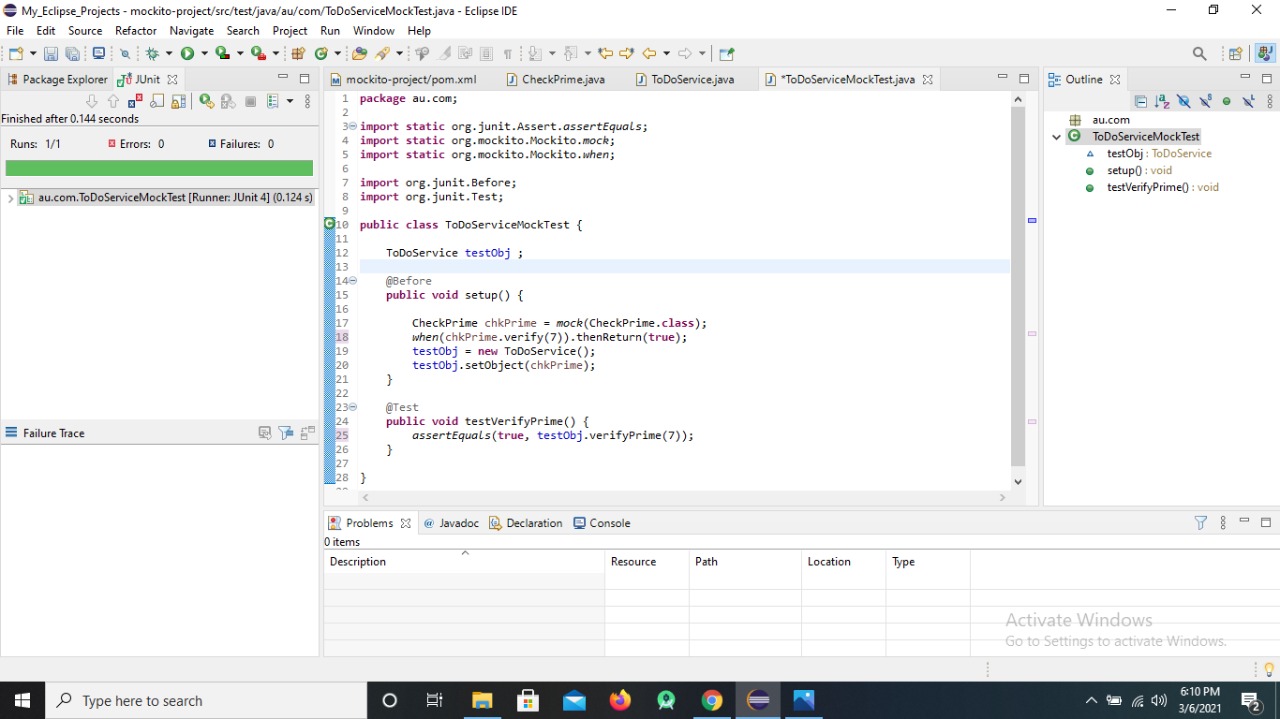 My_Eclipse_Projects - mockito-project/src/test/java/au/com/ToDoServiceMockTest.java - Eclipse IDE
File Edit Source Refactor Navigate Search Project Run Window Help
Package Explorer JUnit
mockito-project/pom.xml CheckPrime.java ToDoService.java *ToDoServiceMockTest.java
Outline
Finished after 0.144 seconds
Runs: 1/1 Errors: 0 Failures: 0
au.com.ToDoServiceMockTest [Runner: JUnit 4] (0.124 s)
Failure Trace
1 package au.com;
2
3 import static org.junit.Assert.assertEquals;
4 import static org.mockito.Mockito.mock;
5 import static org.mockito.Mockito.when;
6
7 import org.junit.Before;
8 import org.junit.Test;
9
10 public class ToDoServiceMockTest {
11
12 ToDoService testObj ;
13
14 @Before
15 public void setup() {
16
17 CheckPrime chkPrime = mock(CheckPrime.class);
18 when(chkPrime.verify(7)).thenReturn(true);
19 testObj = new ToDoService();
20 testObj.setObject(chkPrime);
21 }
22
23 @Test
24 public void testVerifyPrime() {
25 assertEquals(true, testObj.verifyPrime(7));
26 }
27
28 }
au.com
ToDoServiceMockTest
testObj : ToDoService
setup() : void
testVerifyPrime() : void
Problems Javadoc Declaration Console
0 items
Description Resource Path Location Type
Activate Windows
Go to Settings to activate Windows.
Type here to search
6:10 PM
3/6/2021
2